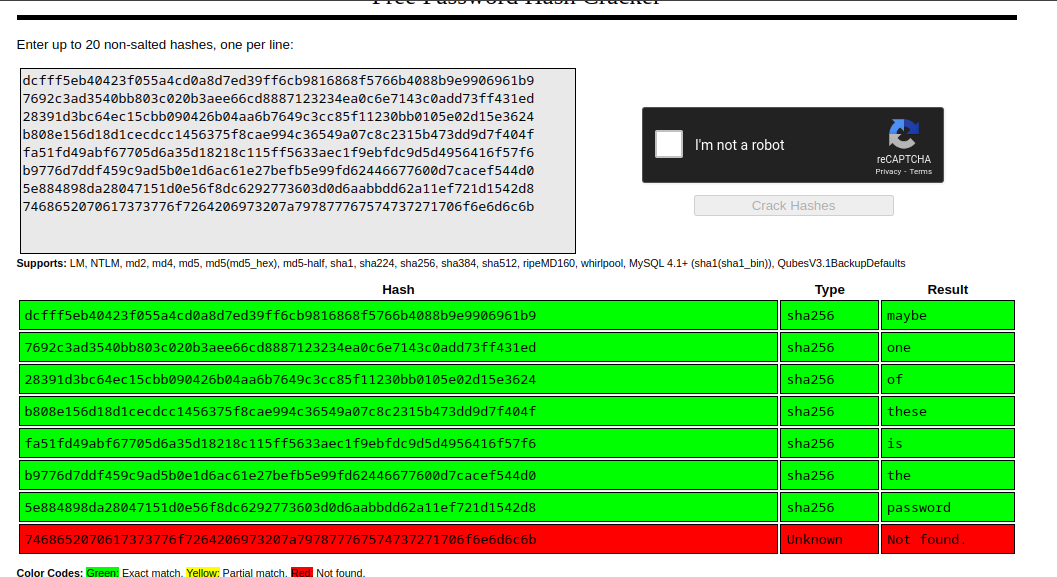 Free Password Hash Cracker
Enter up to 20 non-salted hashes, one per line:
dcfff5eb40423f055a4cd0a8d7ed39ff6cb9816868f5766b4088b9e9906961b9
7692c3ad3540bb803c020b3aee66cd8887123234ea0c6e7143c0add73ff431ed
28391d3bc64ec15cbb090426b04aa6b7649c3cc85f11230bb0105e02d15e3624
b808e156d18d1cecdcc1456375f8cae994c36549a07c8c2315b473dd9d7f404f
fa51fd49abf67705d6a35d18218c115ff5633aec1f9ebfdc9d5d4956416f57f6
b9776d7ddf459c9ad5b0e1d6ac61e27befb5e99fd62446677600d7cacef544d0
5e884898da28047151d0e56f8dc6292773603d0d6aabbdd62a11ef721d1542d8
7468652070617373776f7264206973207a797877767574737271706f6e6d6c6b
I'm not a robot
reCAPTCHA
Privacy - Terms
Crack Hashes
Supports: LM, NTLM, md2, md4, md5, md5(md5_hex), md5-half, sha1, sha224, sha256, sha384, sha512, ripeMD160, whirlpool, MySQL 4.1+ (sha1(sha1_bin)), QubesV3.1BackupDefaults
Hash Type Result
dcfff5eb40423f055a4cd0a8d7ed39ff6cb9816868f5766b4088b9e9906961b9 sha256 maybe
7692c3ad3540bb803c020b3aee66cd8887123234ea0c6e7143c0add73ff431ed sha256 one
28391d3bc64ec15cbb090426b04aa6b7649c3cc85f11230bb0105e02d15e3624 sha256 of
b808e156d18d1cecdcc1456375f8cae994c36549a07c8c2315b473dd9d7f404f sha256 these
fa51fd49abf67705d6a35d18218c115ff5633aec1f9ebfdc9d5d4956416f57f6 sha256 is
b9776d7ddf459c9ad5b0e1d6ac61e27befb5e99fd62446677600d7cacef544d0 sha256 the
5e884898da28047151d0e56f8dc6292773603d0d6aabbdd62a11ef721d1542d8 sha256 password
7468652070617373776f7264206973207a797877767574737271706f6e6d6c6b Unknown Not found.
Color Codes: Green: Exact match, Yellow: Partial match, Red: Not found.